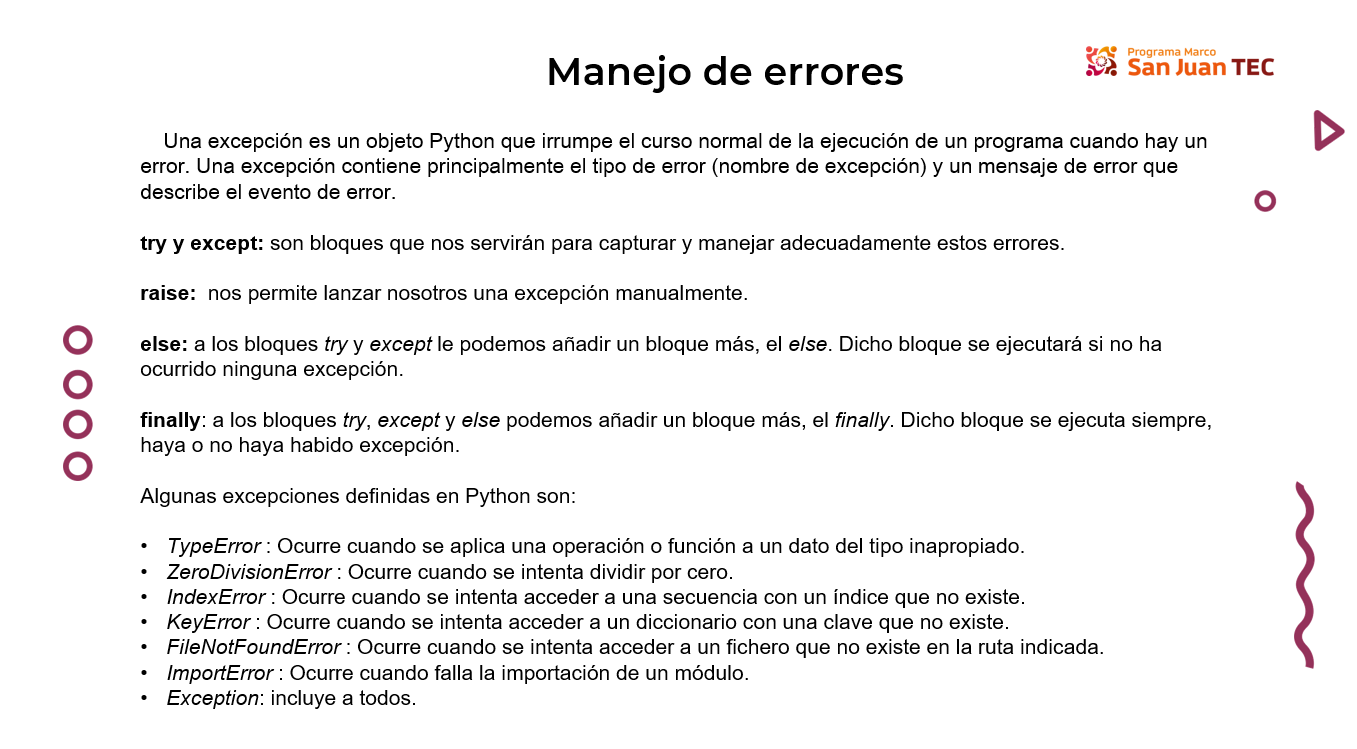 Manejo de errores
Programa Marco
San Juan TEC
Una excepción es un objeto Python que irrumpe el curso normal de la ejecución de un programa cuando hay un
error. Una excepción contiene principalmente el tipo de error (nombre de excepción) y un mensaje de error que
describe el evento de error.
try y except: son bloques que nos servirán para capturar y manejar adecuadamente estos errores.
raise: nos permite lanzar nosotros una excepción manualmente.
else: a los bloques try y except le podemos añadir un bloque más, el else. Dicho bloque se ejecutará si no ha
ocurrido ninguna excepción.
finally: a los bloques try, except y else podemos añadir un bloque más, el finally. Dicho bloque se ejecuta siempre,
haya o no haya habido excepción.
Algunas excepciones definidas en Python son:
• TypeError : Ocurre cuando se aplica una operación o función a un dato del tipo inapropiado.
• ZeroDivisionError : Ocurre cuando se intenta dividir por cero.
• IndexError : Ocurre cuando se intenta acceder a una secuencia con un índice que no existe.
• KeyError : Ocurre cuando se intenta acceder a un diccionario con una clave que no existe.
• FileNotFoundError : Ocurre cuando se intenta acceder a un fichero que no existe en la ruta indicada.
• ImportError : Ocurre cuando falla la importación de un módulo.
• Exception: incluye a todos.